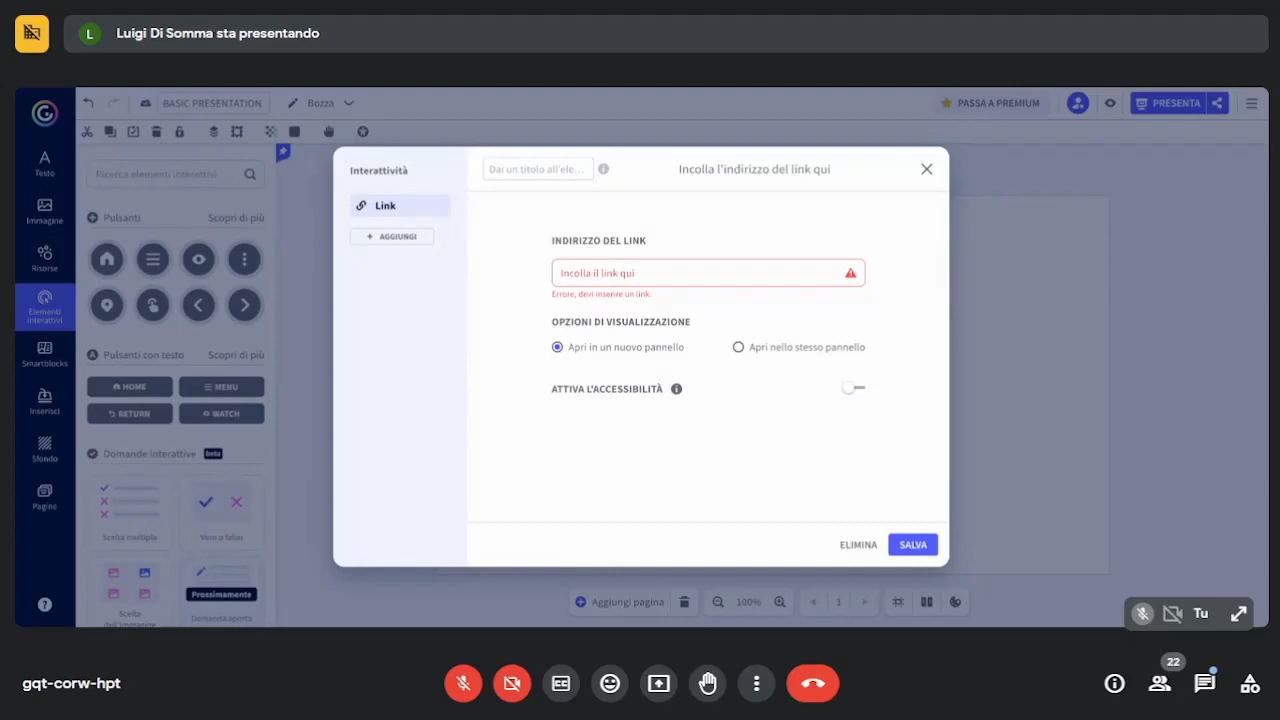 L Luigi Di Somma sta presentando
BASIC PRESENTATION
Bozza
PASSA A PREMIUM
PRESENTA
Testo
Immagine
Risorse
Elementi
interattivi
Smartblocks
Inserisci
Sfondo
Pagine
Ricerca elementi interattivi
Pulsanti
Scopri di più
Pulsanti con testo
Scopri di più
HOME
MENU
RETURN
WATCH
Domande interattive beta
Scelta multipla
Vero o falso
Scelta
dell'immagine
Prossimamente
Domanda aperta
Interattività
Link
+ AGGIUNGI
Dai un titolo all'ele...
Incolla l'indirizzo del link qui
INDIRIZZO DEL LINK
Incolla il link qui
Errore, devi inserire un link.
OPZIONI DI VISUALIZZAZIONE
Apri in un nuovo pannello
Apri nello stesso pannello
ATTIVA L'ACCESSIBILITÀ
ELIMINA
SALVA
Aggiungi pagina
100%
1
Tu
gqt-corw-hpt
22